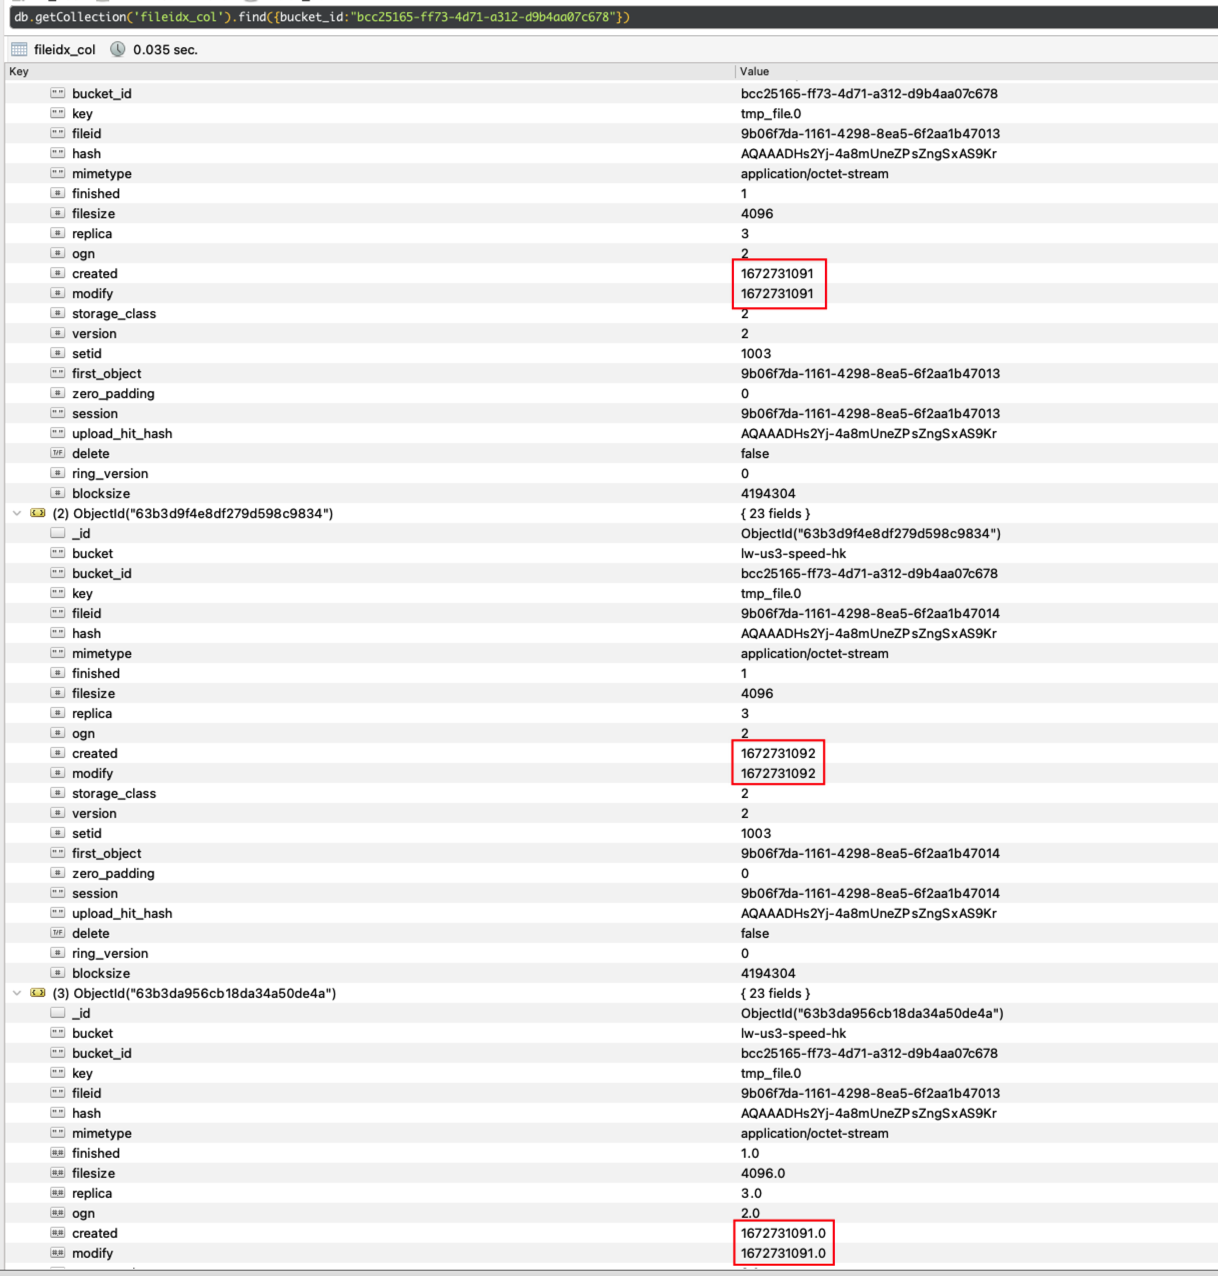 db.getCollection('fileidx_col').find({bucket_id:"bcc25165-ff73-4d71-a312-d9b4aa07c678"})
fileidx_col 0.035 sec.
Key Value
bucket_id bcc25165-ff73-4d71-a312-d9b4aa07c678
key tmp_file.0
fileid 9b06f7da-1161-4298-8ea5-6f2aa1b47013
hash AQAAADHs2Yj-4a8mUneZPsZngSxAS9Kr
mimetype application/octet-stream
finished 1
filesize 4096
replica 3
ogn 2
created 1672731091
modify 1672731091
storage_class 2
version 2
setid 1003
first_object 9b06f7da-1161-4298-8ea5-6f2aa1b47013
zero_padding 0
session 9b06f7da-1161-4298-8ea5-6f2aa1b47013
upload_hit_hash AQAAADHs2Yj-4a8mUneZPsZngSxAS9Kr
delete false
ring_version 0
blocksize 4194304
(2) ObjectId("63b3d9f4e8df279d598c9834") { 23 fields }
_id ObjectId("63b3d9f4e8df279d598c9834")
bucket lw-us3-speed-hk
bucket_id bcc25165-ff73-4d71-a312-d9b4aa07c678
key tmp_file.0
fileid 9b06f7da-1161-4298-8ea5-6f2aa1b47014
hash AQAAADHs2Yj-4a8mUneZPsZngSxAS9Kr
mimetype application/octet-stream
finished 1
filesize 4096
replica 3
ogn 2
created 1672731092
modify 1672731092
storage_class 2
version 2
setid 1003
first_object 9b06f7da-1161-4298-8ea5-6f2aa1b47014
zero_padding 0
session 9b06f7da-1161-4298-8ea5-6f2aa1b47014
upload_hit_hash AQAAADHs2Yj-4a8mUneZPsZngSxAS9Kr
delete false
ring_version 0
blocksize 4194304
(3) ObjectId("63b3da956cb18da34a50de4a") { 23 fields }
_id ObjectId("63b3da956cb18da34a50de4a")
bucket lw-us3-speed-hk
bucket_id bcc25165-ff73-4d71-a312-d9b4aa07c678
key tmp_file.0
fileid 9b06f7da-1161-4298-8ea5-6f2aa1b47013
hash AQAAADHs2Yj-4a8mUneZPsZngSxAS9Kr
mimetype application/octet-stream
finished 1.0
filesize 4096.0
replica 3.0
ogn 2.0
created 1672731091.0
modify 1672731091.0